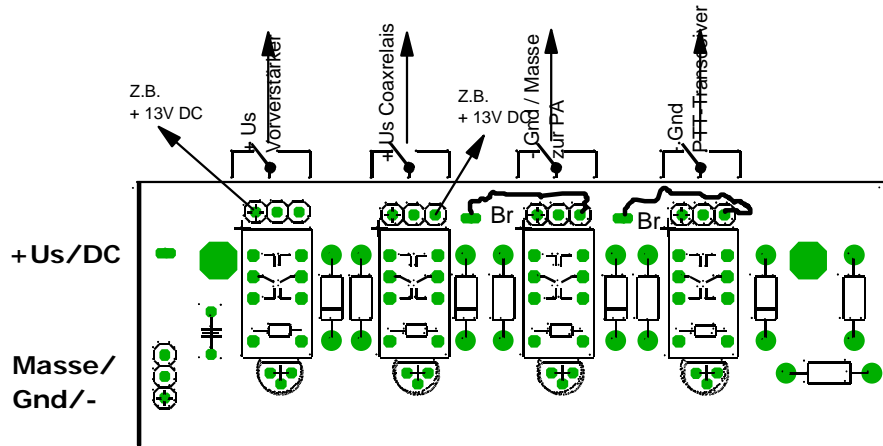 Z.B.
+ 13V DC
+ Us
Vorverstärker
+ Us Coaxrelais
Z.B.
+ 13V DC
- Gnd / Masse
zur PA
- Gnd
PTT-Transceiver
Br
Br
+Us/DC
Masse/
Gnd/-